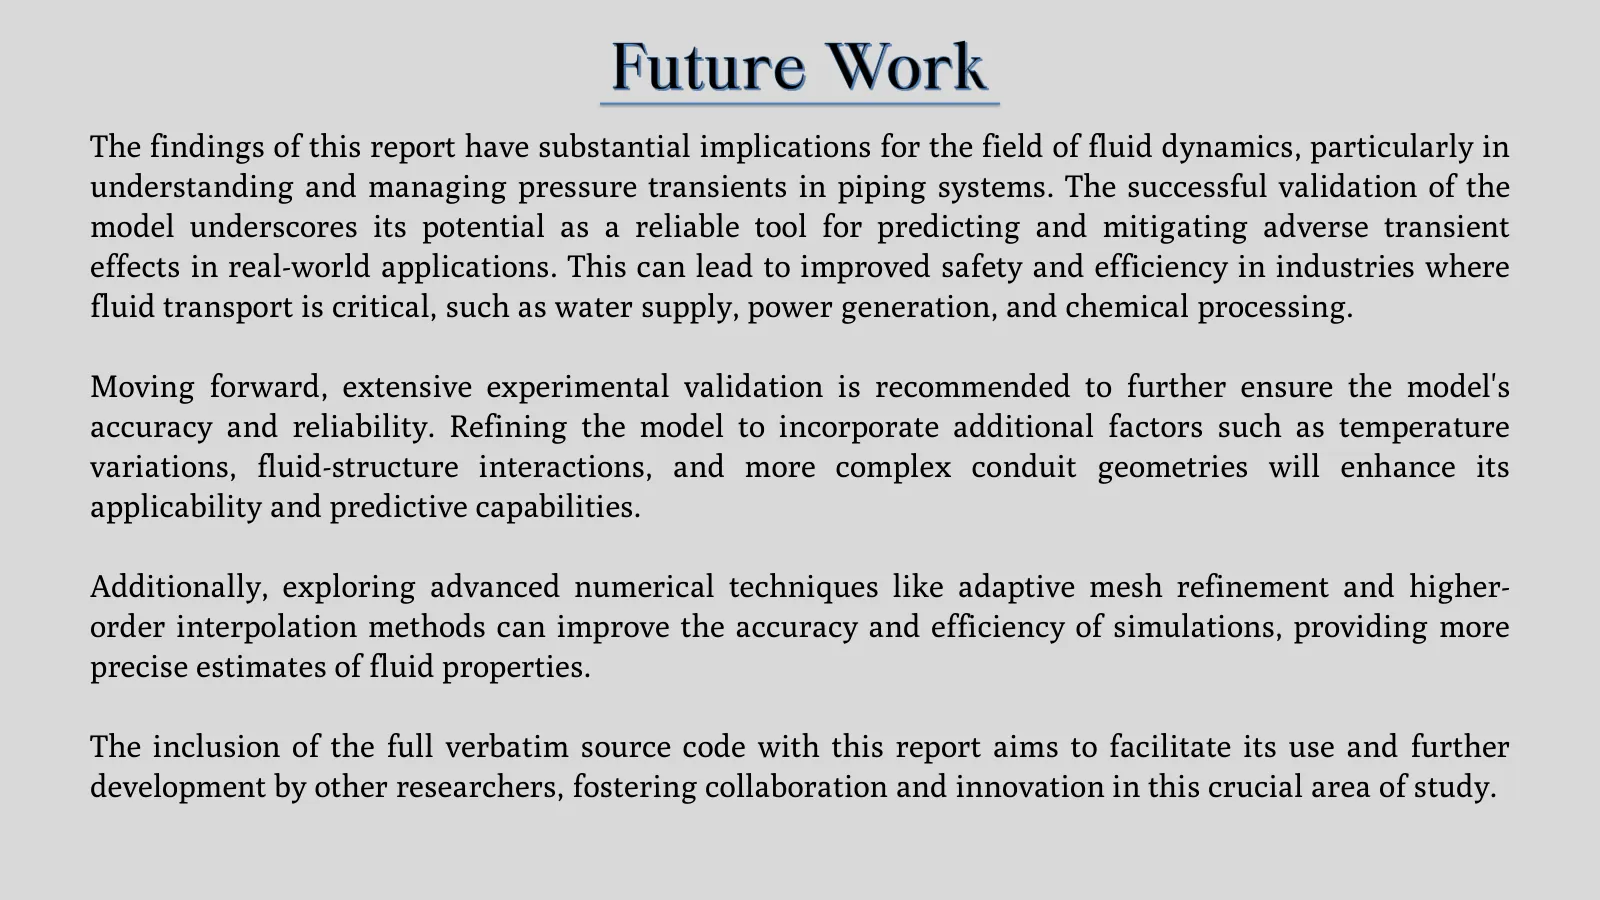 Future Work
The findings of this report have substantial implications for the field of fluid dynamics, particularly in
understanding and managing pressure transients in piping systems. The successful validation of the
model underscores its potential as a reliable tool for predicting and mitigating adverse transient
effects in real-world applications. This can lead to improved safety and efficiency in industries where
fluid transport is critical, such as water supply, power generation, and chemical processing.
Moving forward, extensive experimental validation is recommended to further ensure the model's
accuracy and reliability. Refining the model to incorporate additional factors such as temperature
variations, fluid-structure interactions, and more complex conduit geometries will enhance its
applicability and predictive capabilities.
Additionally, exploring advanced numerical techniques like adaptive mesh refinement and higher-
order interpolation methods can improve the accuracy and efficiency of simulations, providing more
precise estimates of fluid properties.
The inclusion of the full verbatim source code with this report aims to facilitate its use and further
development by other researchers, fostering collaboration and innovation in this crucial area of study.